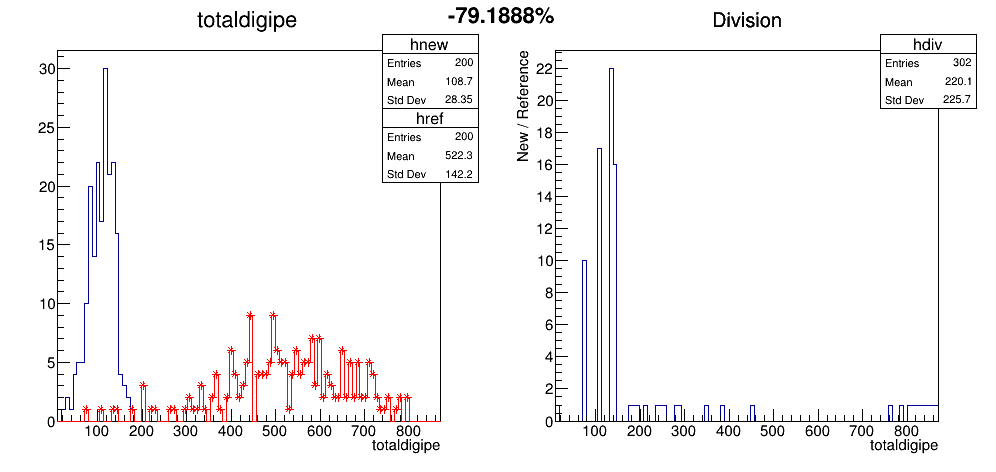 -79.1888%
totaldigipe
hnew
Entries 200
Mean 108.7
Std Dev 28.35
href
Entries 200
Mean 522.3
Std Dev 142.2
30
25
20
15
10
5
0
100 200 300 400 500 600 700 800
totaldigipe
Division
hdiv
Entries 302
Mean 220.1
Std Dev 225.7
New / Reference
22
20
18
16
14
12
10
8
6
4
2
0
100 200 300 400 500 600 700 800
totaldigipe